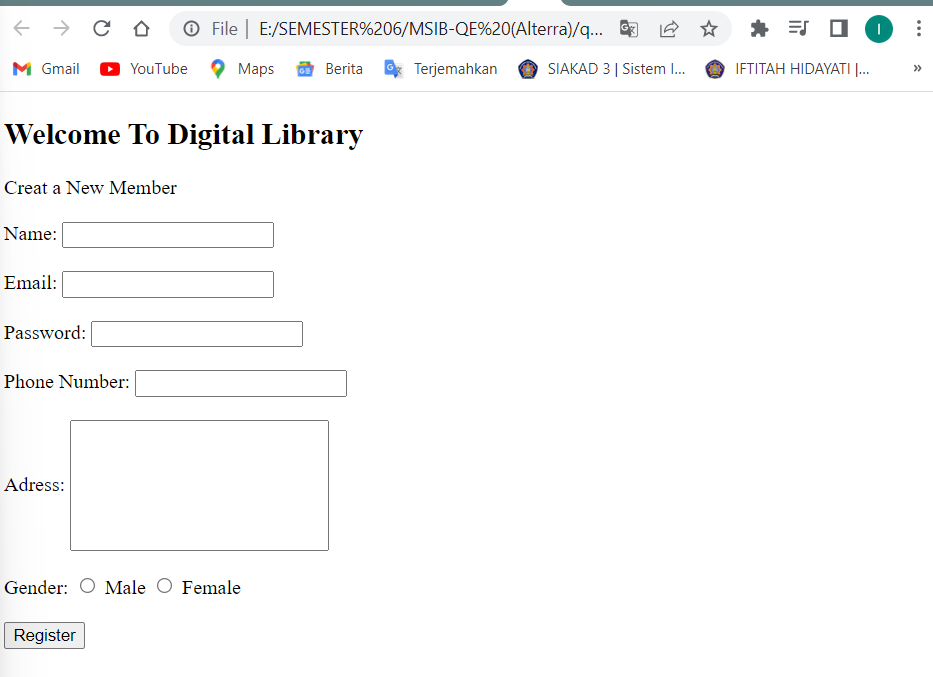 File | E:/SEMESTER%206/MSIB-QE%20(Alterra)/q... I
Gmail YouTube Maps Berita Terjemahkan SIAKAD 3 | Sistem I... IFTITAH HIDAYATI |... »
Welcome To Digital Library
Creat a New Member
Name:
Email:
Password:
Phone Number:
Adress:
Gender: Male Female
Register